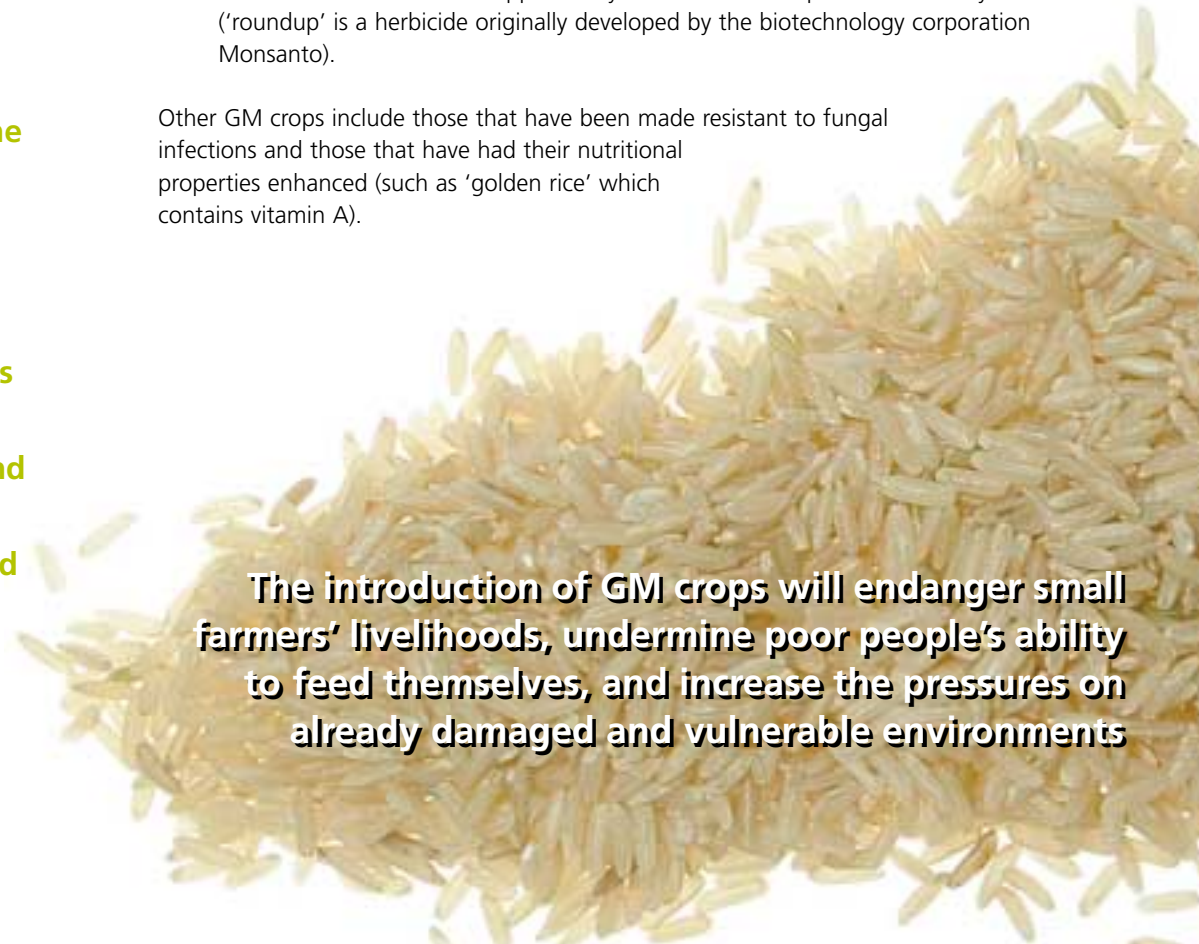 ('roundup' is a herbicide originally developed by the biotechnology corporation
Monsanto).
Other GM crops include those that have been made resistant to fungal
infections and those that have had their nutritional
properties enhanced (such as 'golden rice' which
contains vitamin A).
The introduction of GM crops will endanger small
farmers' livelihoods, undermine poor people's ability
to feed themselves, and increase the pressures on
already damaged and vulnerable environments